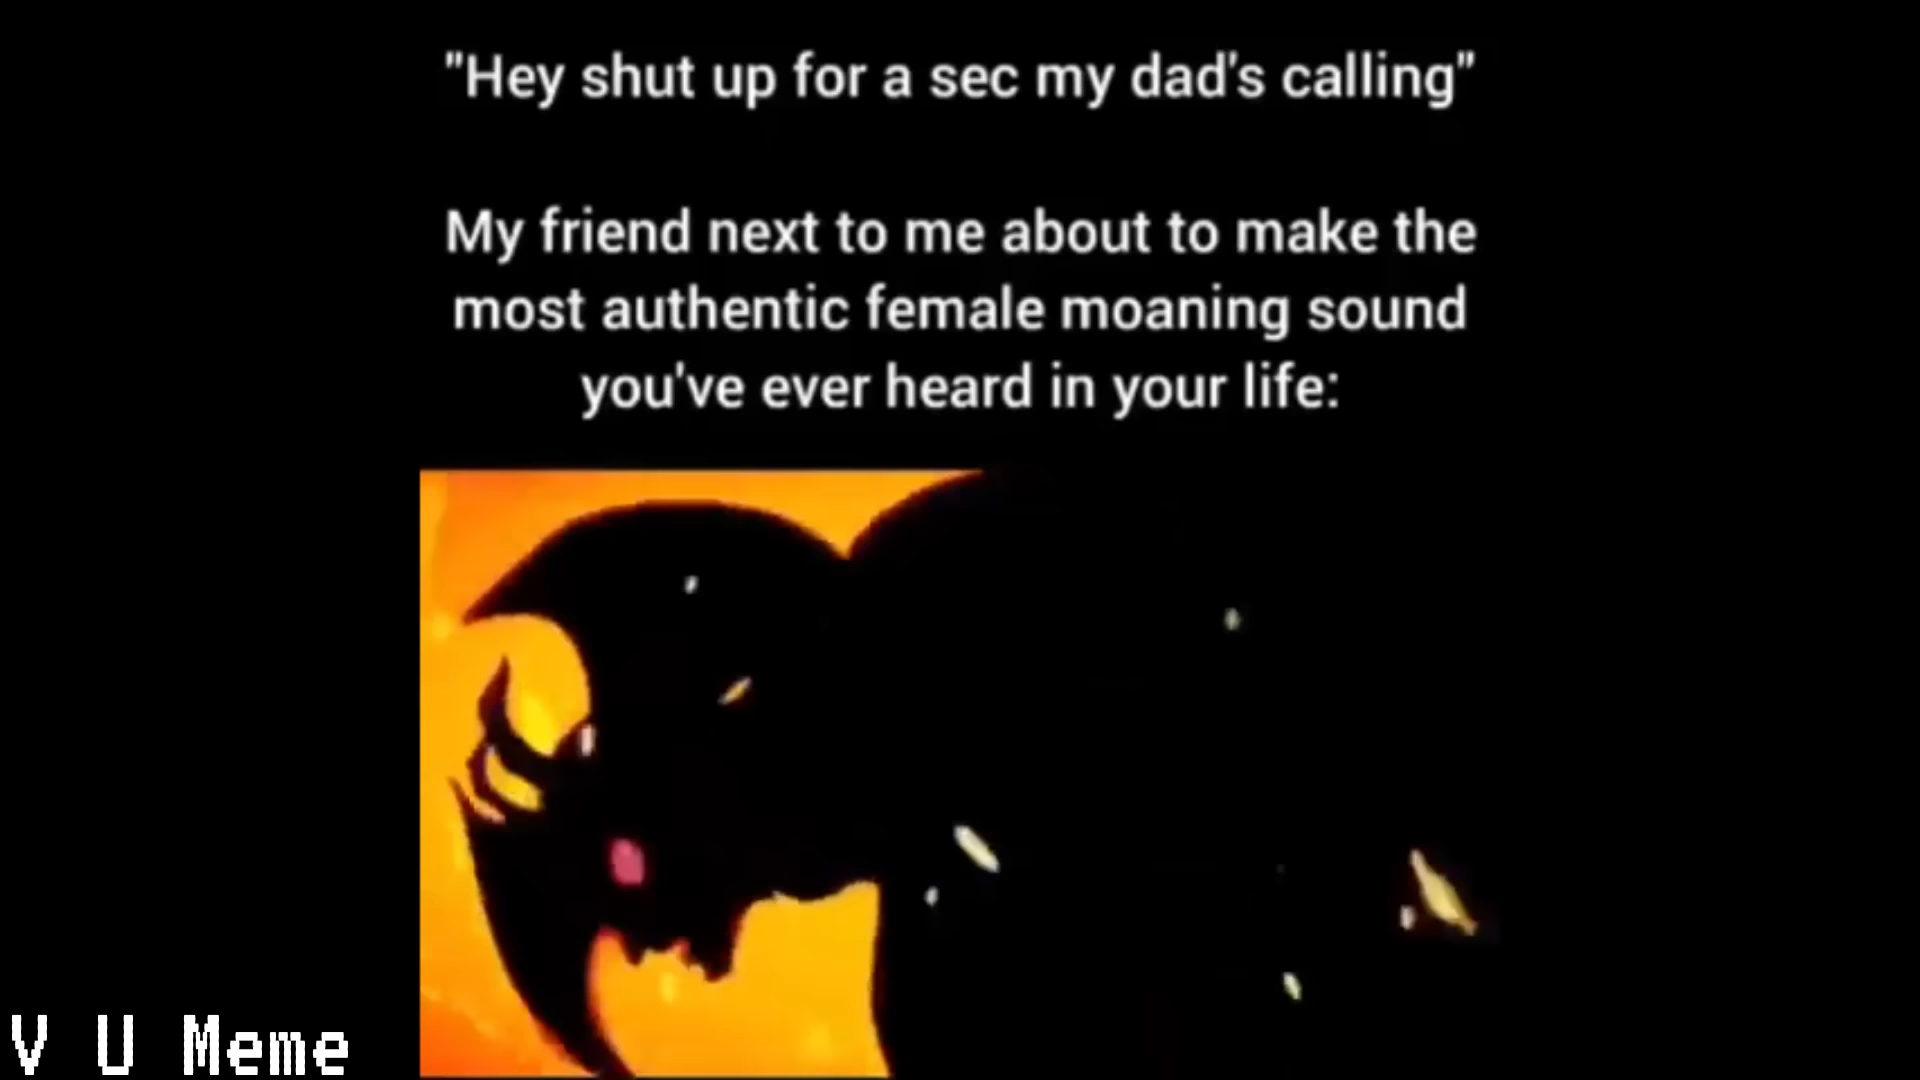 "Hey shut up for a sec my dad's calling"
My friend next to me about to make the
most authentic female moaning sound
you've ever heard in your life:
V U Meme